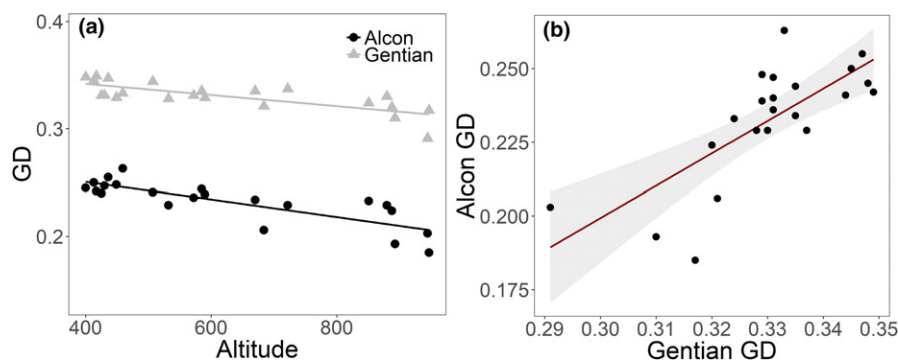 (a)
Alcon
Gentian
0.4
0.3
0.2
GD
400
600
800
Altitude
(b)
0.250
0.225
0.200
0.175
Alcon GD
0.29
0.30
0.31
0.32
0.33
0.34
0.35
Gentian GD